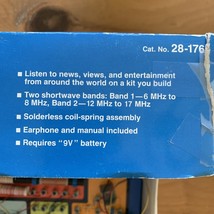 Cat. No. 28-176
■ Listen to news, views, and entertainment
from around the world on a kit you build
■ Two shortwave bands: Band 1—6 MHz to
8 MHz, Band 2—12 MHz to 17 MHz
■ Solderless coil-spring assembly
■ Earphone and manual included
■ Requires "9V" battery